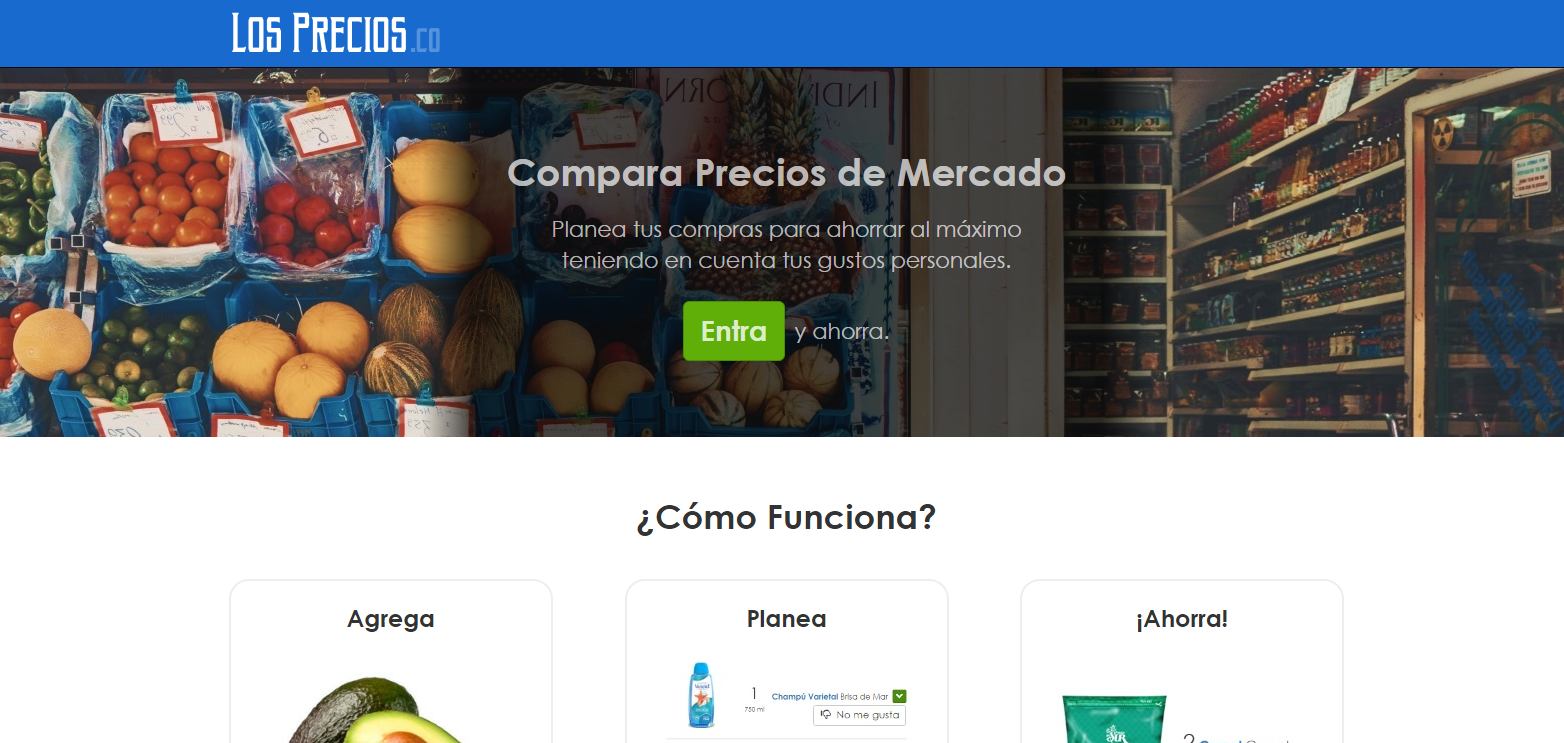 LOS PRECIOS.CO
Compara Precios de Mercado
Planea tus compras para ahorrar al máximo
teniendo en cuenta tus gustos personales.
Entra y ahorra.
¿Cómo Funciona?
Agrega
Planea
¡Ahorra!
1
750 ml
Champú Varietal Brisa de Mar
No me gusta